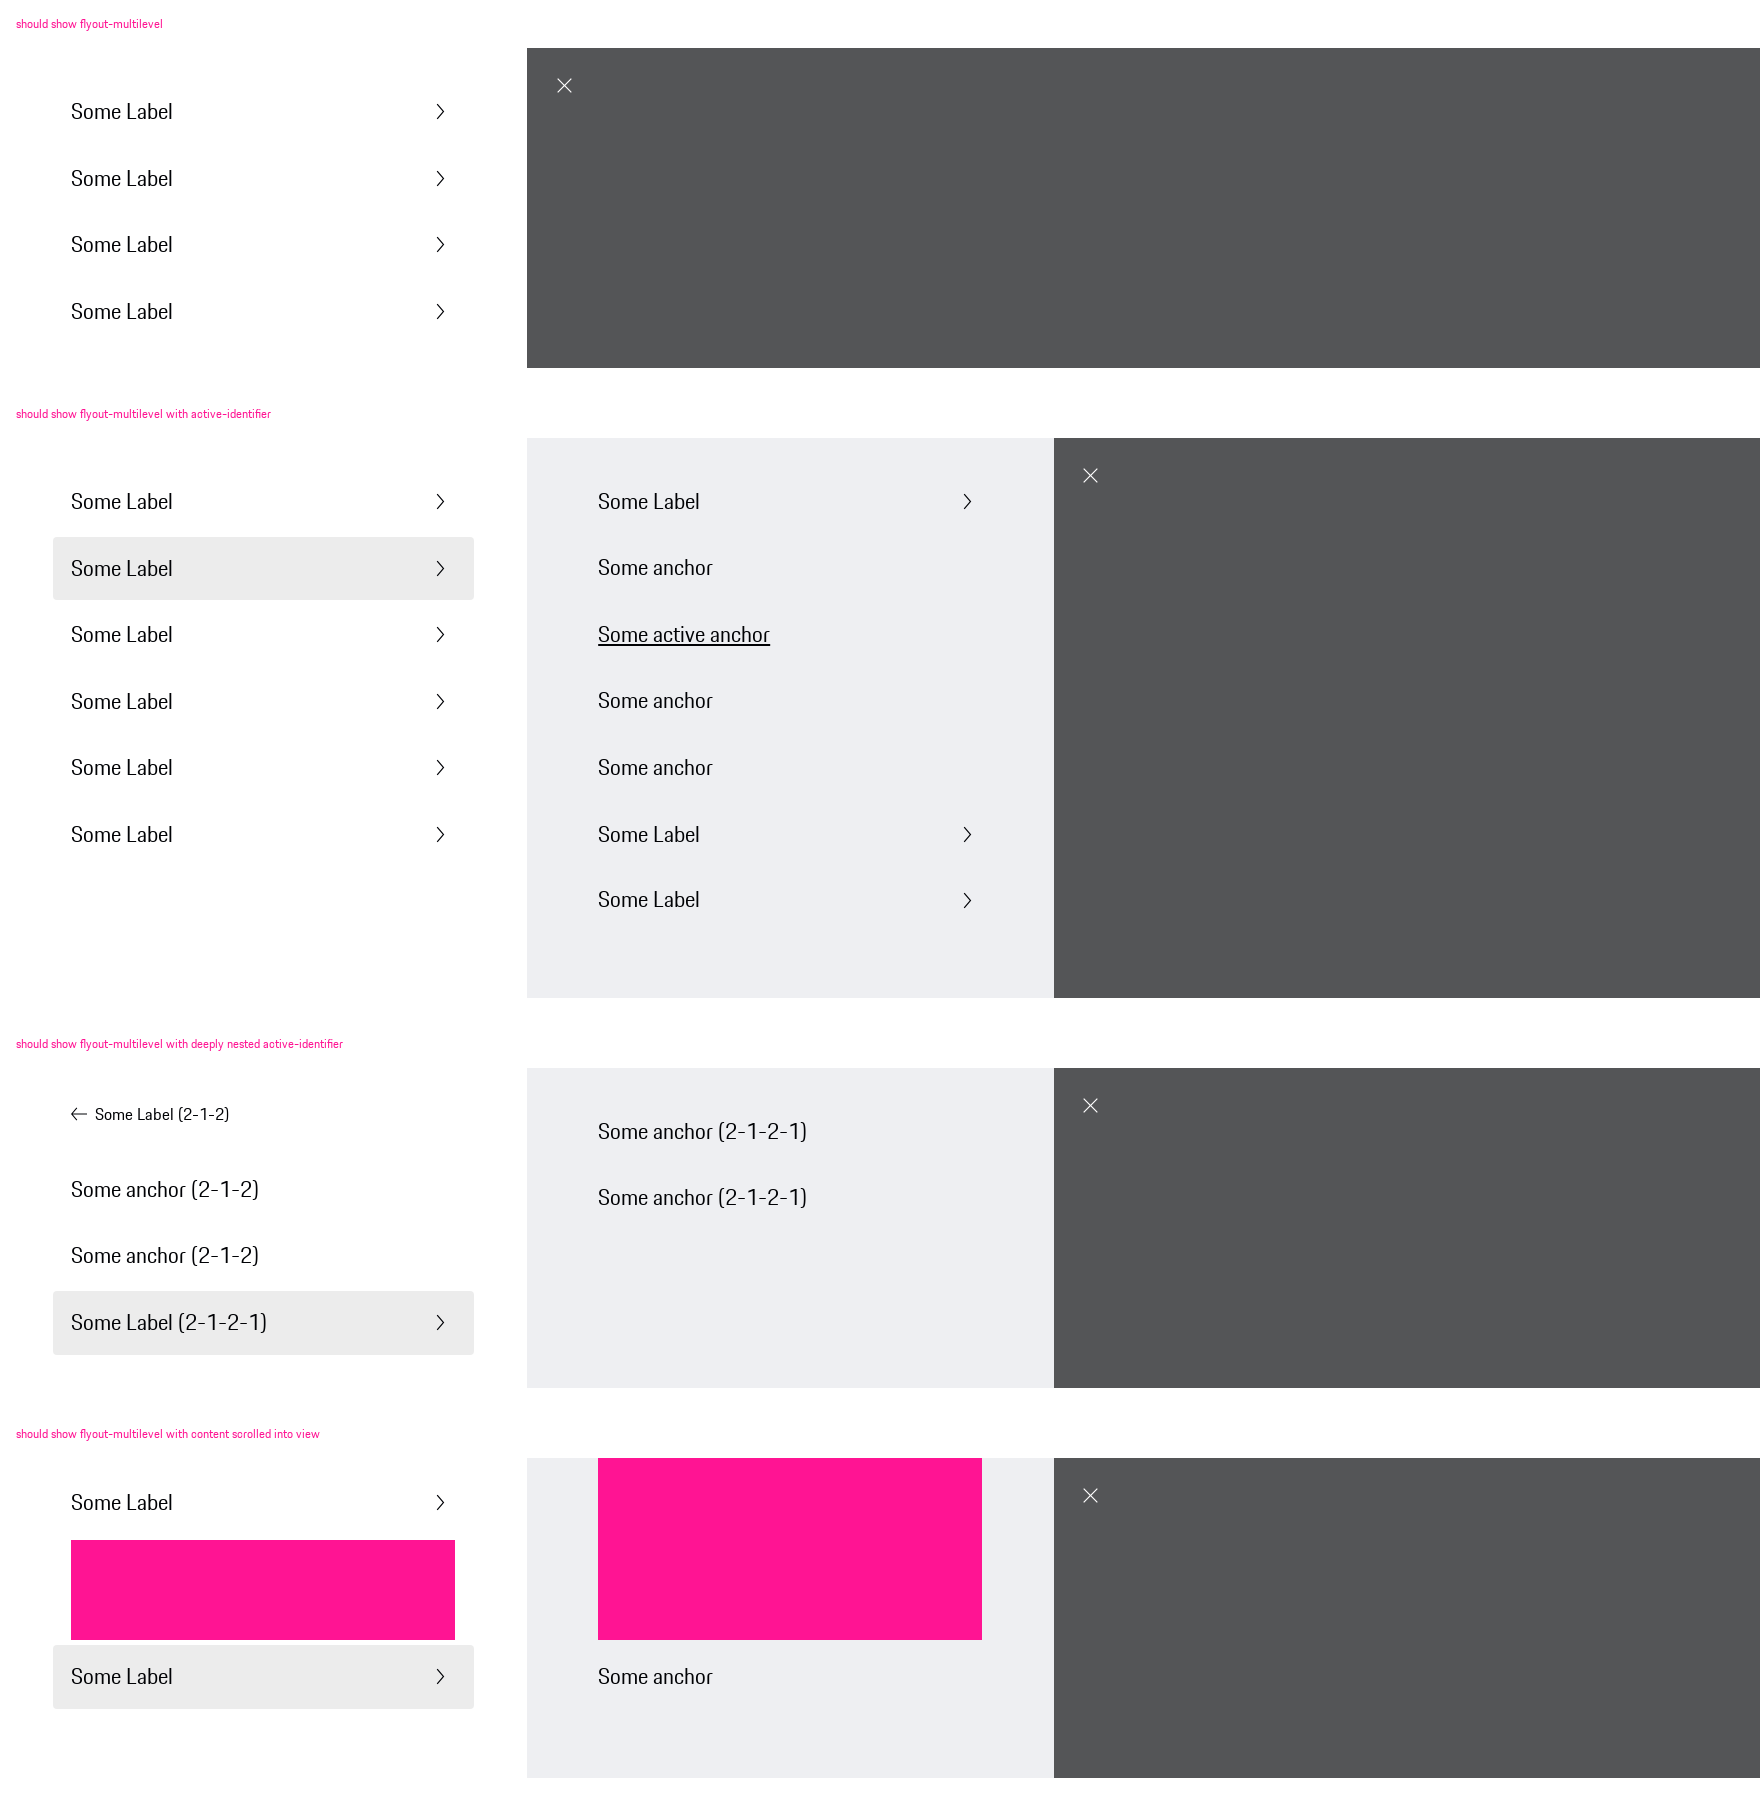 should show flyout-multilevel
Some Label
Some Label
Some Label
Some Label
should show flyout-multilevel with active-identifier
Some Label
Some Label
Some Label
Some Label
Some Label
Some Label
Some Label
Some anchor
Some active anchor
Some anchor
Some anchor
Some Label
Some Label
should show flyout-multilevel with deeply nested active-identifier
Some Label (2-1-2)
Some anchor (2-1-2)
Some anchor (2-1-2)
Some Label (2-1-2-1)
Some anchor (2-1-2-1)
Some anchor (2-1-2-1)
should show flyout-multilevel with content scrolled into view
Some Label
Some Label
Some anchor